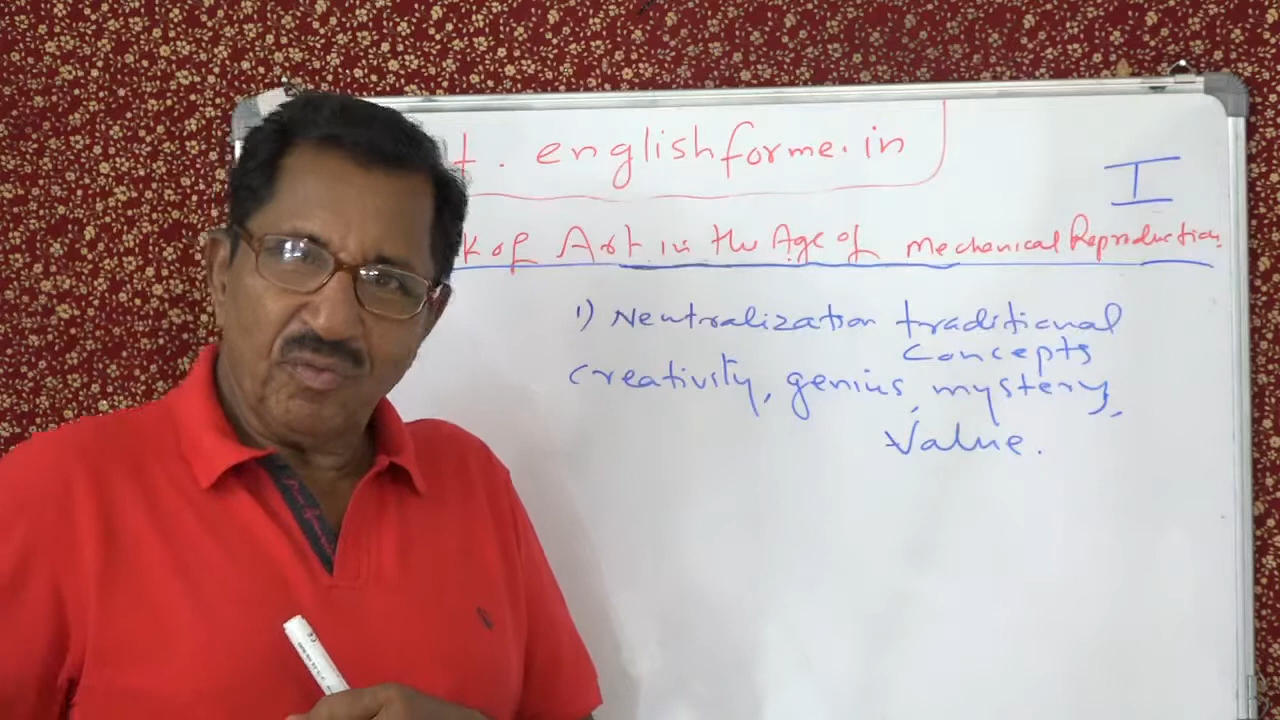 t. englishforme.in
I
k of Art in the Age of Mechanical Reproduction
1) Neutralization traditional
concepts
creativity, genius, mystery,
Value.